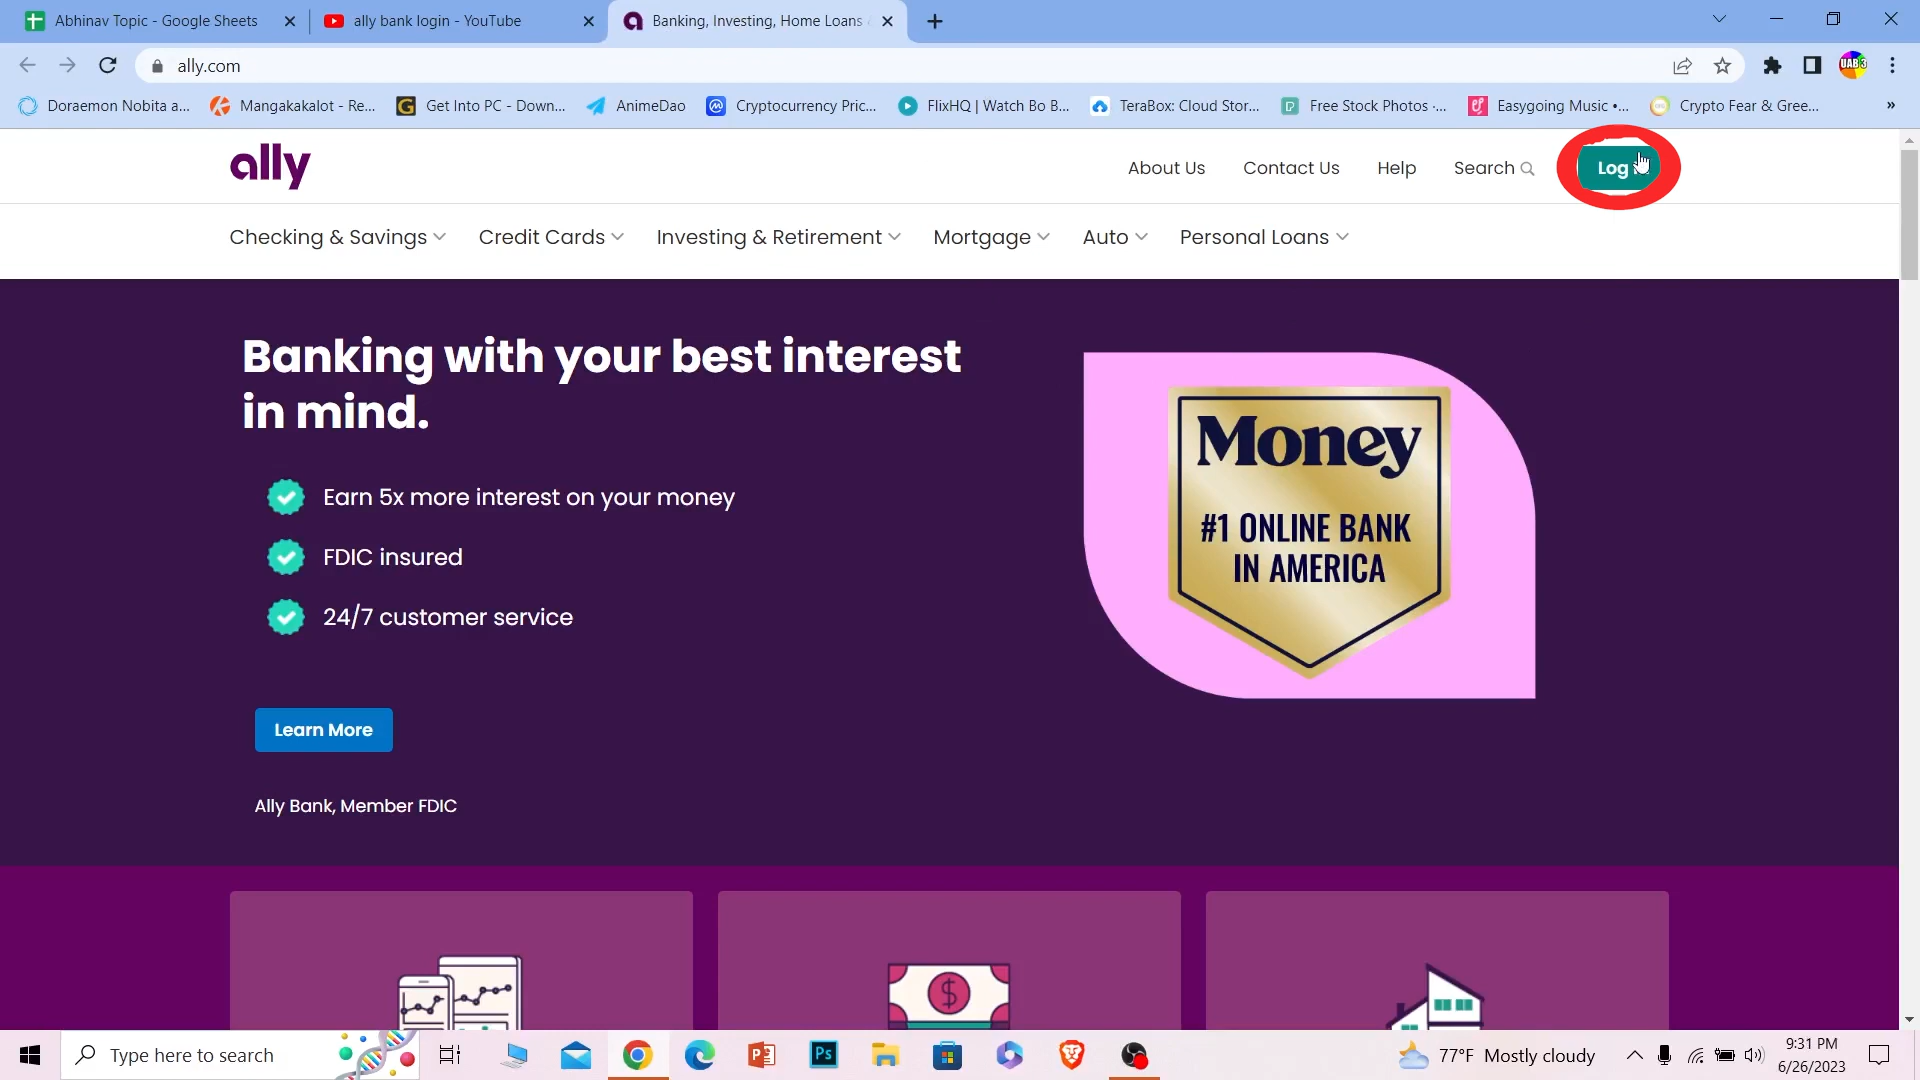 Abhinav Topic - Google Sheets
ally bank login - YouTube
Banking, Investing, Home Loans
ally.com
Doraemon Nobita a...
Mangakakalot - Re...
Get Into PC - Down...
AnimeDao
Cryptocurrency Pric...
FlixHQ | Watch Bo B...
TeraBox: Cloud Stor...
Free Stock Photos ·...
Easygoing Music •...
Crypto Fear & Gree...
»
UAB 3
ally
About Us
Contact Us
Help
Search
Log
Checking & Savings
Credit Cards
Investing & Retirement
Mortgage
Auto
Personal Loans
Banking with your best interest
in mind.
Earn 5x more interest on your money
FDIC insured
24/7 customer service
Learn More
Ally Bank, Member FDIC
Money
#1 ONLINE BANK
IN AMERICA
$
Type here to search
Ps
77°F Mostly cloudy
9:31 PM
6/26/2023